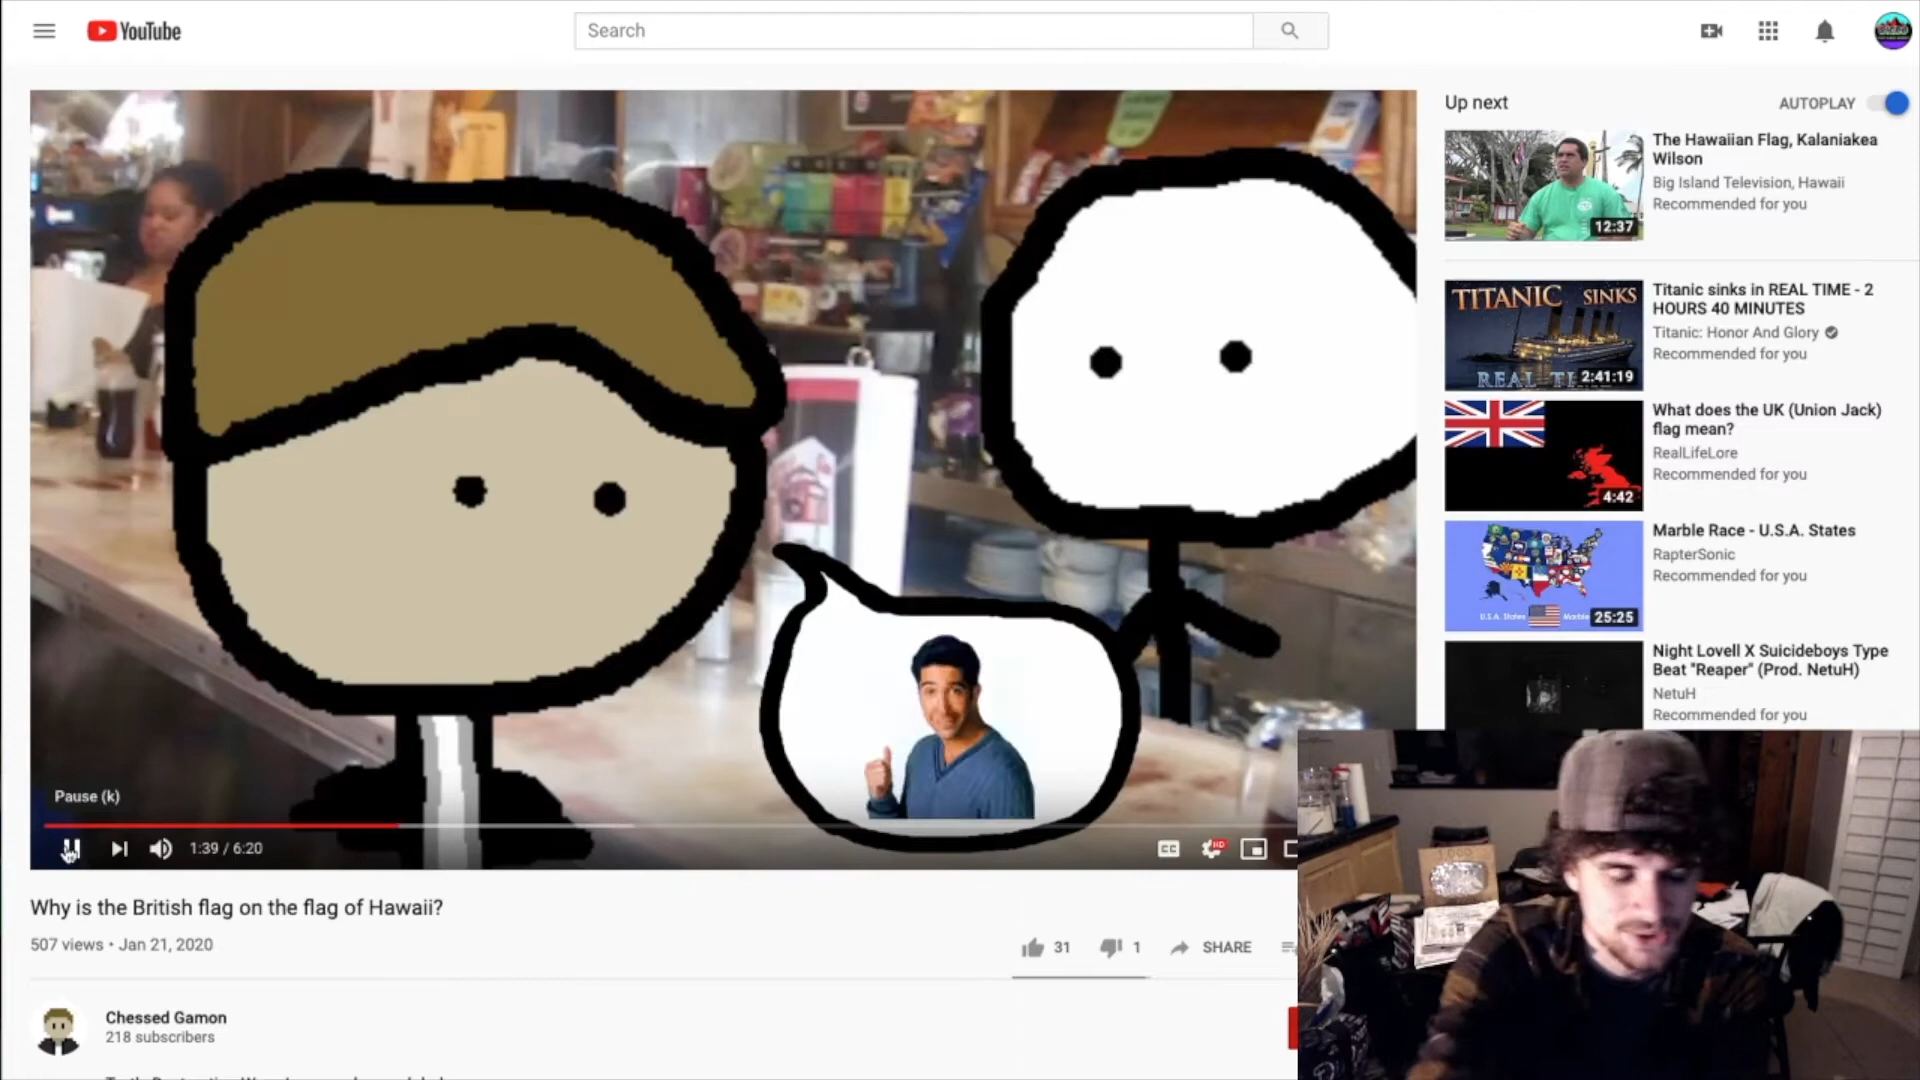 YouTube
Search
Up next
AUTOPLAY
The Hawaiian Flag, Kalaniakea
Wilson
Big Island Television, Hawaii
Recommended for you
12:37
TITANIC SINKS
REAL
2:41:19
Titanic sinks in REAL TIME - 2
HOURS 40 MINUTES
Titanic: Honor And Glory
Recommended for you
4:42
What does the UK (Union Jack)
flag mean?
RealLifeLore
Recommended for you
U.S.A. States
Marble
25:25
Marble Race - U.S.A. States
RapterSonic
Recommended for you
Night Lovell X Suicideboys Type
Beat "Reaper" (Prod. NetuH)
NetuH
Recommended for you
Pause (k)
1:39 / 6:20
CC
HD
Why is the British flag on the flag of Hawaii?
507 views • Jan 21, 2020
31
1
SHARE
Chessed Gamon
218 subscribers